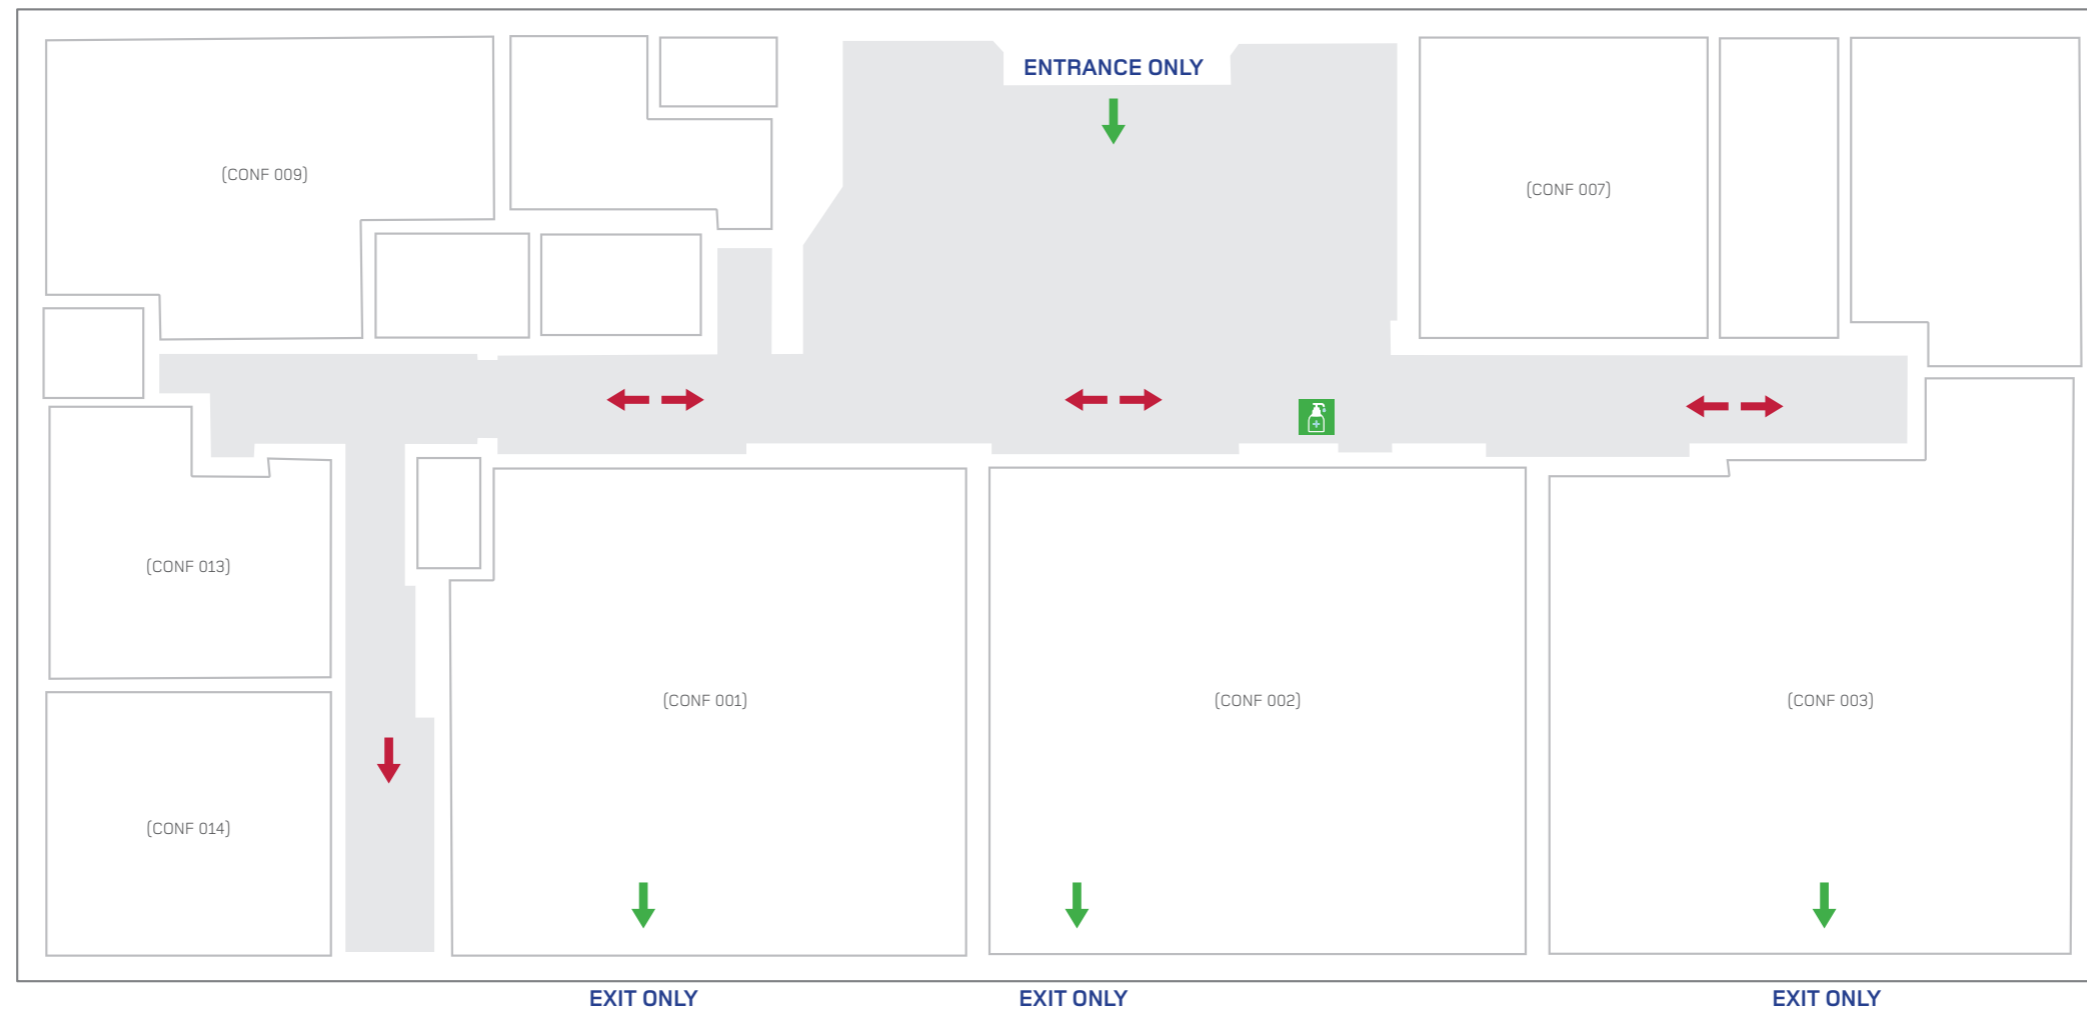 ENTRANCE ONLY
(CONF 009)
(CONF 007)
(CONF 013)
(CONF 001)
(CONF 002)
(CONF 003)
(CONF 014)
EXIT ONLY
EXIT ONLY
EXIT ONLY